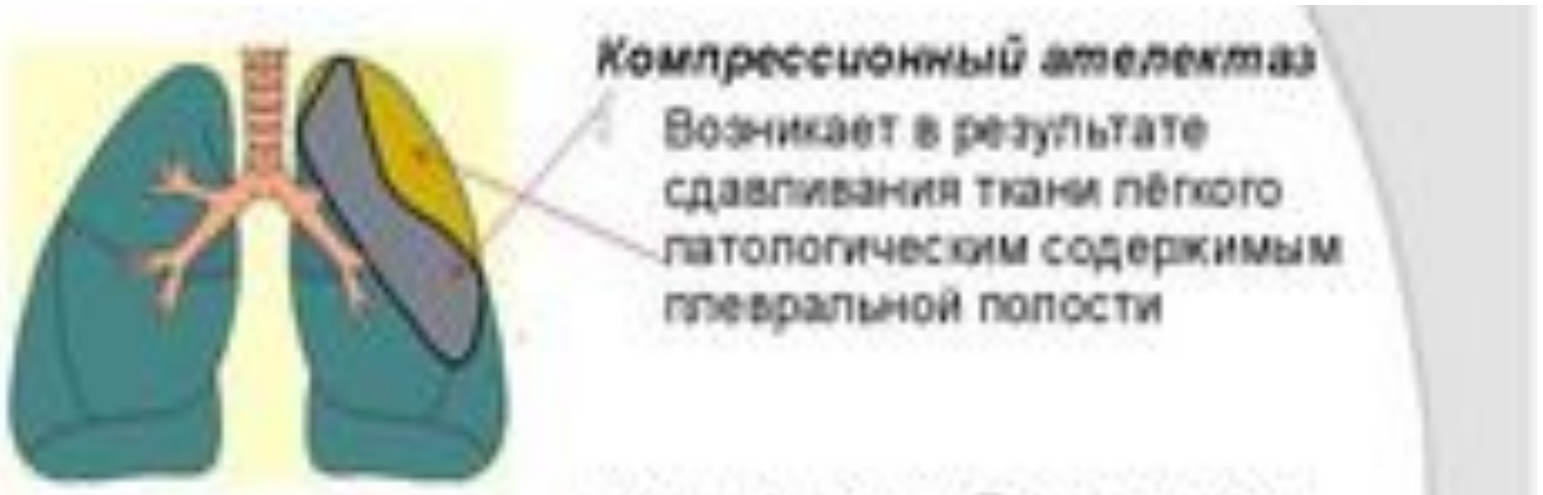 Компрессионный ателектаз
Возникает в результате
сдавливания ткани лёгкого
патологическим содержимым
плевральной полости